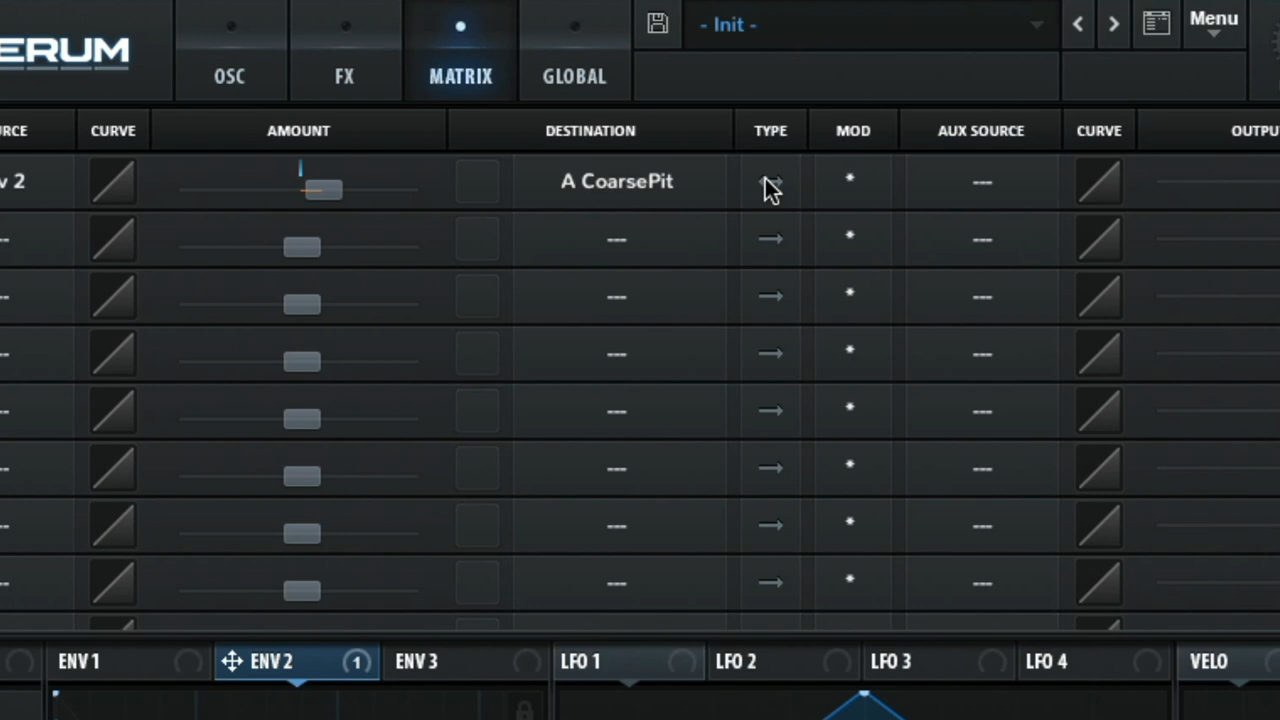 ERUM
OSC
FX
MATRIX
GLOBAL
- Init -
Menu
RCE
CURVE
AMOUNT
DESTINATION
TYPE
MOD
AUX SOURCE
CURVE
OUTPU
v 2
A CoarsePit
*
---
---
---
*
---
---
---
*
---
---
---
*
---
---
---
*
---
---
---
*
---
---
---
*
---
---
---
*
---
ENV 1
ENV 2
1
ENV 3
LFO 1
LFO 2
LFO 3
LFO 4
VELO